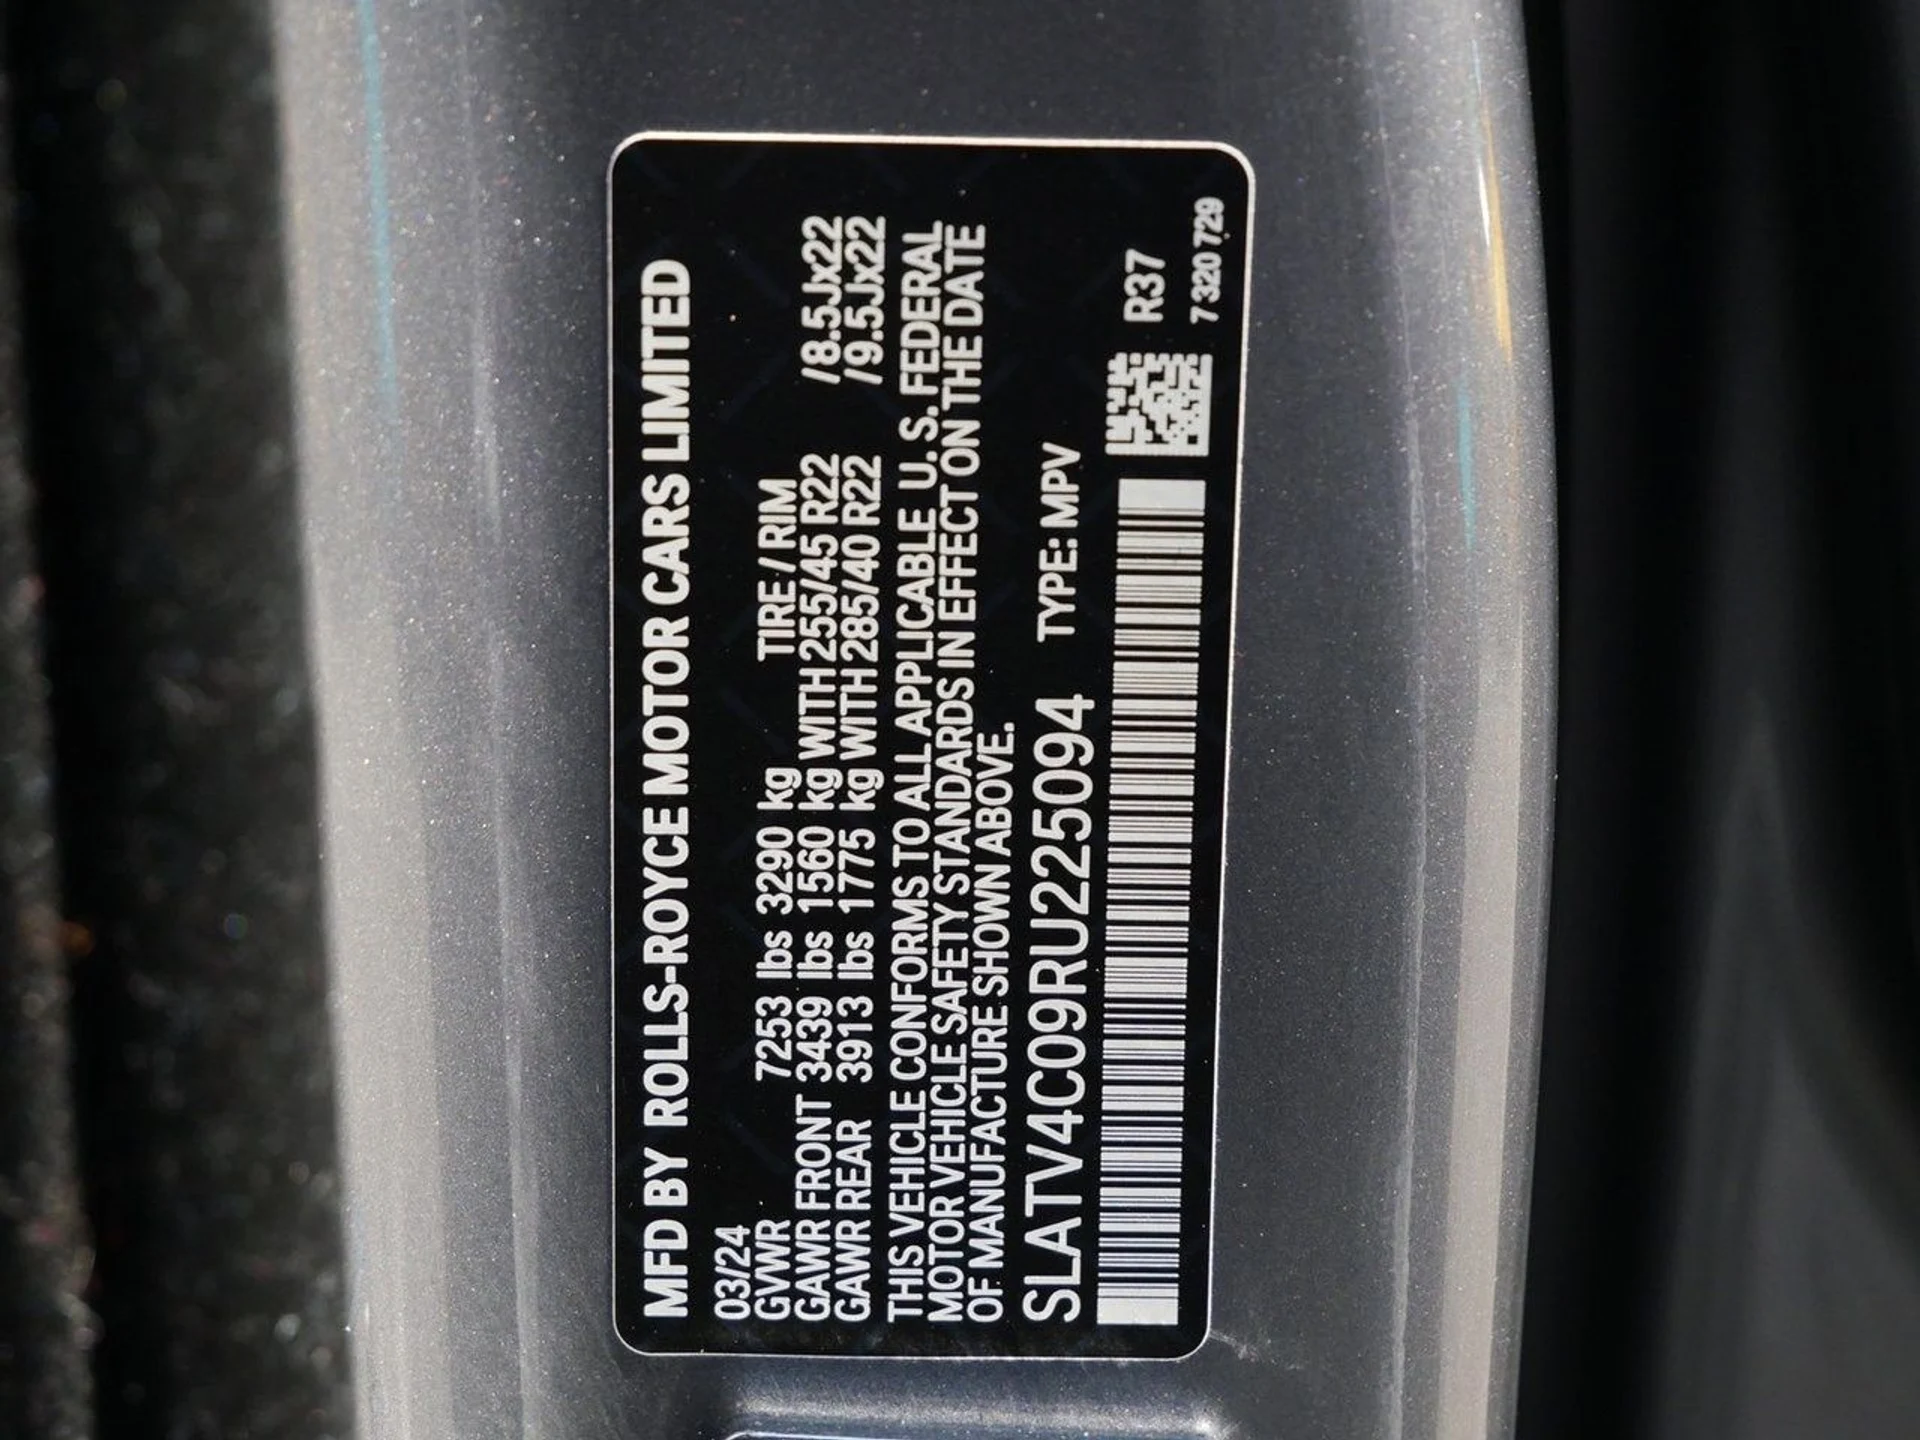 MFD BY ROLLS-ROYCE MOTOR CARS LIMITED
03/24
GVWR 7253 lbs 3290 kg TIRE / RIM
GAWR FRONT 3439 lbs 1560 kg WITH 255/45 R22 /8.5Jx22
GAWR REAR 3913 lbs 1775 kg WITH 285/40 R22 /9.5Jx22
THIS VEHICLE CONFORMS TO ALL APPLICABLE U. S. FEDERAL
MOTOR VEHICLE SAFETY STANDARDS IN EFFECT ON THE DATE
OF MANUFACTURE SHOWN ABOVE.
SLATV4C09RU225094 TYPE: MPV
R37
7 320 729